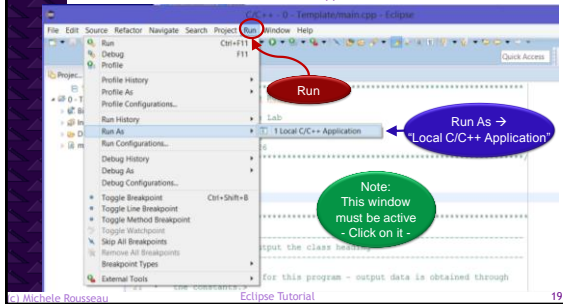 C/C++ - 0 - Template/main.cpp - Eclipse
File Edit Source Refactor Navigate Search Project Run Window Help
Quick Access
Run Ctrl+F11
Debug F11
Profile
Profile History
Profile As
Profile Configurations...
Run History
Run As
1 Local C/C++ Application
Run Configurations...
Debug History
Debug As
Debug Configurations...
Toggle Breakpoint Ctrl+Shift+B
Toggle Line Breakpoint
Toggle Method Breakpoint
Toggle Watchpoint
Skip All Breakpoints
Remove All Breakpoints
Breakpoint Types
External Tools
Projec...
Lab
Run
Run As →
"Local C/C++ Application"
Note:
This window
must be active
- Click on it -
output the class heading
for this program - output data is obtained through
the constants.>
(c) Michele Rousseau
Eclipse Tutorial
19